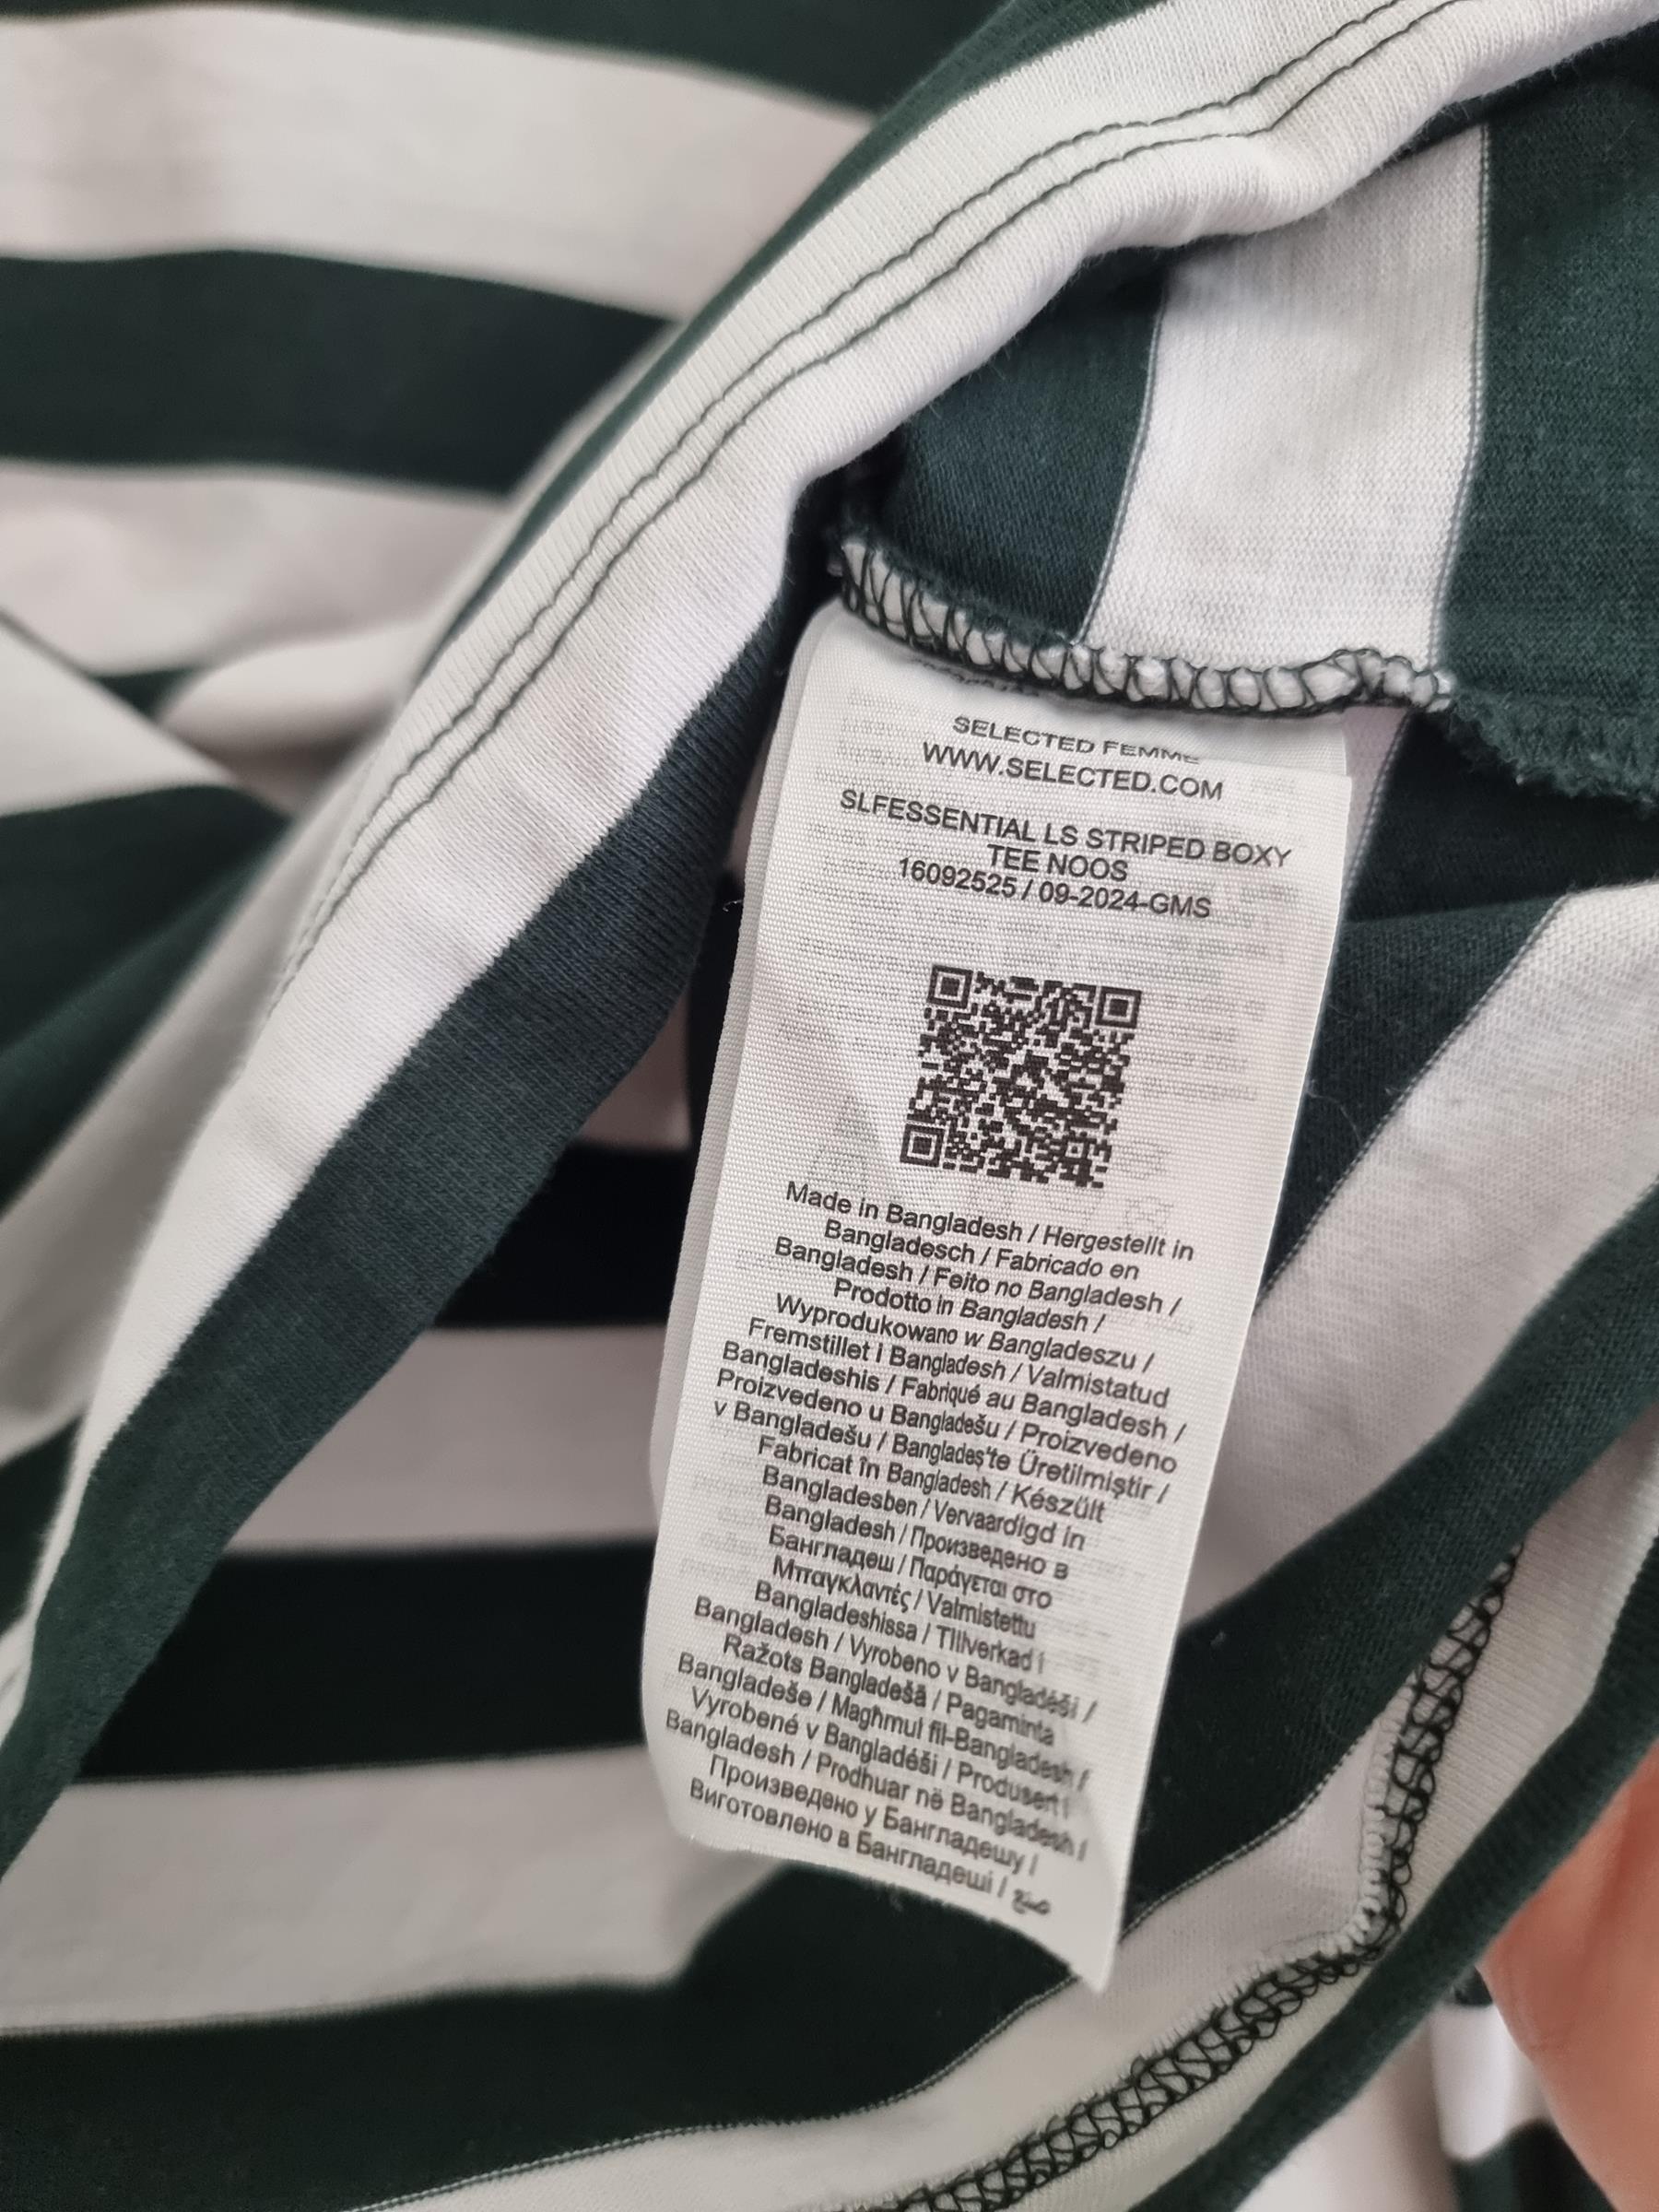 SELECTED FEMME
WWW.SELECTED.COM
SLFESSENTIAL LS STRIPED BOXY
TEE NOOS
16092525 / 09-2024-GMS
Made in Bangladesh / Hergestellt in
Bangladesch / Fabricado en
Bangladesh / Feito no Bangladesh /
Prodotto in Bangladesh /
Wyprodukowano w Bangladeszu /
Fremstillet i Bangladesh / Valmistatud
Bangladeshis / Fabriqué au Bangladesh /
Proizvedeno u Bangladešu / Proizvedeno
v Bangladešu / Bangladeş'te Üretilmiştir /
Fabricat în Bangladesh / Készült
Bangladesben / Vervaardigd in
Bangladesh / Произведено в
Бангладеш / Παράγεται στο
Μπαγκλαντές / Valmistettu
Bangladeshissa / Tillverkad i
Bangladesh / Vyrobeno v Bangladéši /
Ražots Bangladešā / Pagaminta
Bangladeše / Magħmul fil-Bangladesh /
Vyrobené v Bangladéši / Produsert i
Bangladesh / Prodhuar në Bangladesh /
Произведено у Бангладешу /
Виготовлено в Бангладеші / صنع